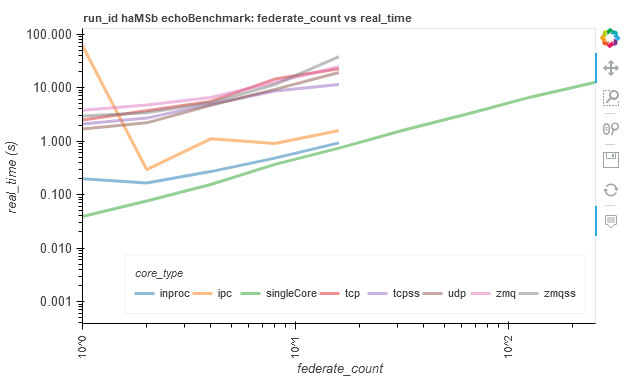 run_id haMSb echoBenchmark: federate_count vs real_time
100.000
10.000
1.000
0.100
0.010
0.001
real_time (s)
core_type
inproc ipc singleCore tcp tcpss udp zmq zmqss
10^0 10^1 10^2
federate_count